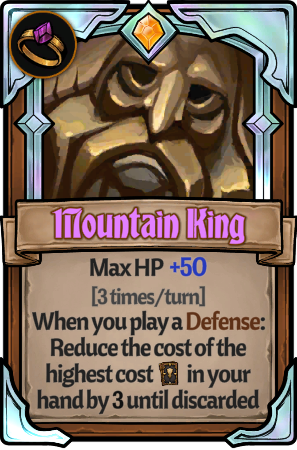 Mountain King
Max HP +50
[3 times/turn]
When you play a Defense:
Reduce the cost of the
highest cost in your
hand by 3 until discarded